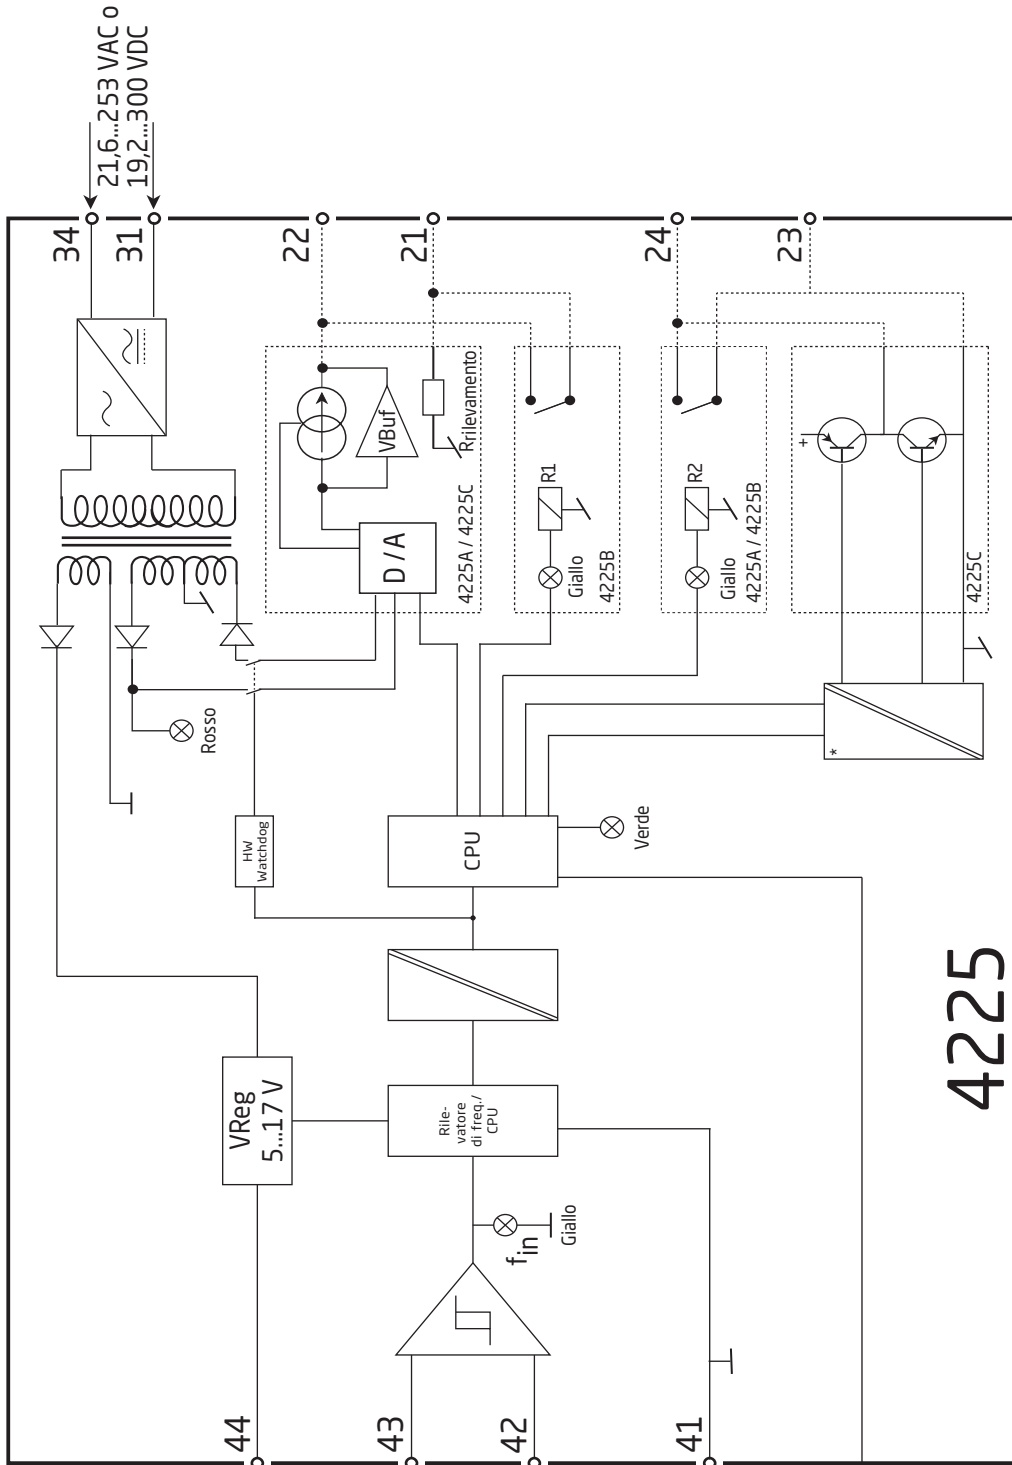 21,6...253 VAC o
19,2...300 VDC
34
31
22
21
24
23
Rrilevamento
VBuf
D / A
4225A / 4225C
R1
Giallo
4225B
R2
Giallo
4225A / 4225B
+
4225C
Rosso
*
HW
Watchdog
CPU
Verde
VReg
5...17 V
Rile-
vatore
di freq./
CPU
fin
Giallo
44
43
42
41
4225